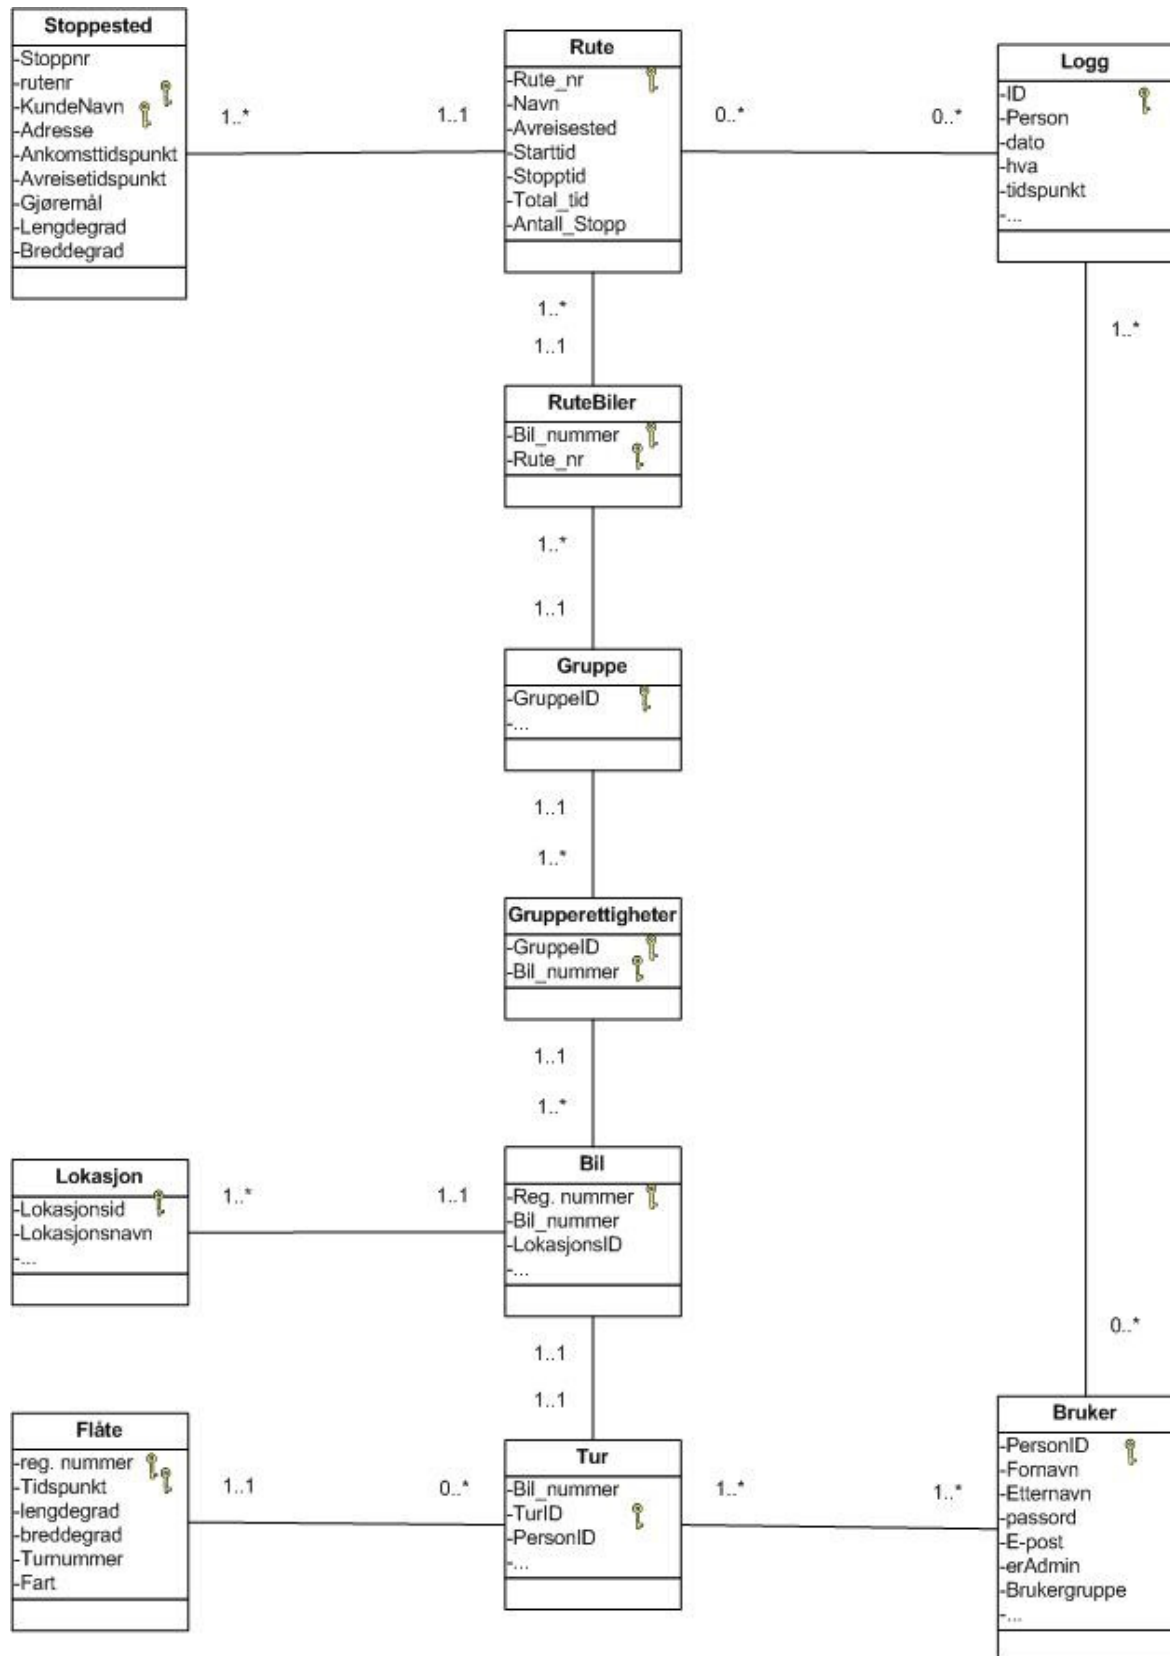 Stoppested
-Stoppnr
-rutenr
-KundeNavn
-Adresse
-Ankomsttidspunkt
-Avreisetidspunkt
-Gjøremål
-Lengdegrad
-Breddegrad
1..*
1..1
Rute
-Rute_nr
-Navn
-Avreisested
-Starttid
-Stopptid
-Total_tid
-Antall_Stopp
0..*
0..*
Logg
-ID
-Person
-dato
-hva
-tidspunkt
-...
1..*
1..1
1..*
RuteBiler
-Bil_nummer
-Rute_nr
1..*
1..1
Gruppe
-GruppeID
-...
1..1
1..*
Grupperettigheter
-GruppeID
-Bil_nummer
1..1
1..*
Lokasjon
-Lokasjonsid
-Lokasjonsnavn
-...
1..*
1..1
Bil
-Reg. nummer
-Bil_nummer
-LokasjonsID
-...
1..1
1..1
0..*
Flåte
-reg. nummer
-Tidspunkt
-lengdegrad
-breddegrad
-Turnummer
-Fart
1..1
0..*
Tur
-Bil_nummer
-TurID
-PersonID
-...
1..*
1..*
Bruker
-PersonID
-Fornavn
-Etternavn
-passord
-E-post
-erAdmin
-Brukergruppe
-...